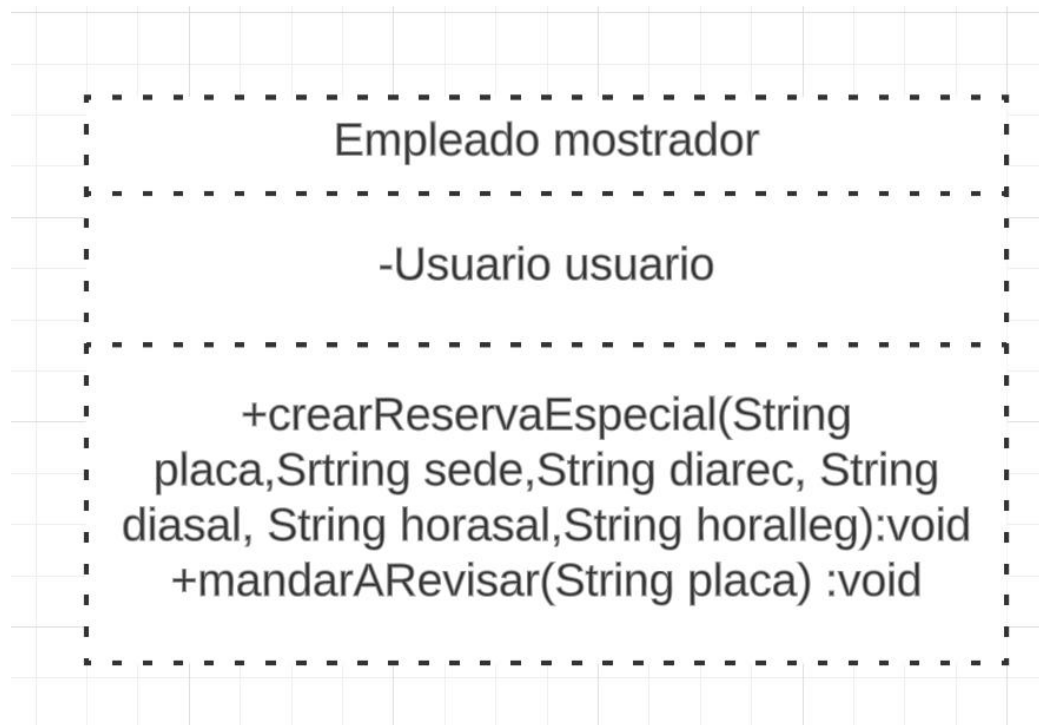 Empleado mostrador
-Usuario usuario
+crearReservaEspecial(String
placa,Srtring sede,String diarec, String
diasal, String horasal,String horalleg):void
+mandarARevisar(String placa) :void